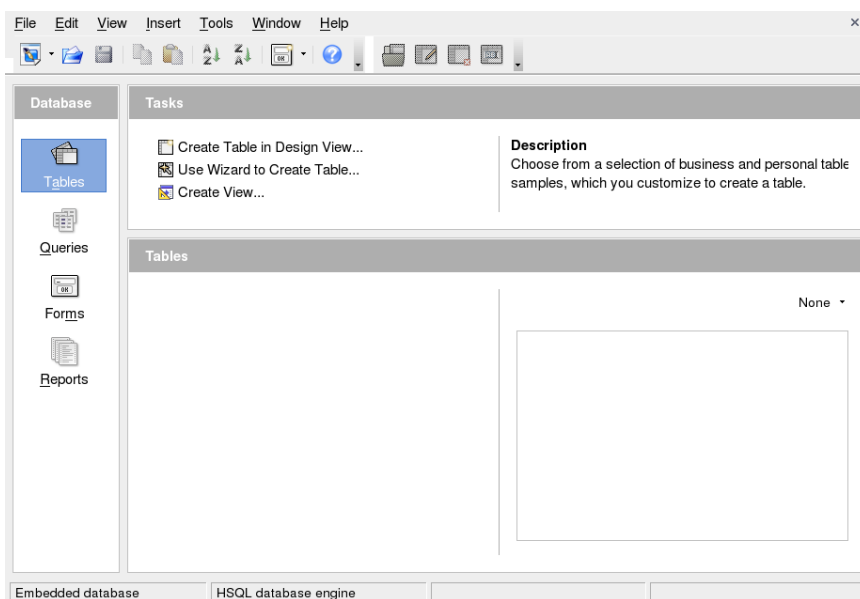 File Edit View Insert Tools Window Help
Database
Tasks
Tables
Queries
Forms
Reports
Create Table in Design View...
Use Wizard to Create Table...
Create View...
Description
Choose from a selection of business and personal table
samples, which you customize to create a table.
Tables
None
Embedded database
HSQL database engine